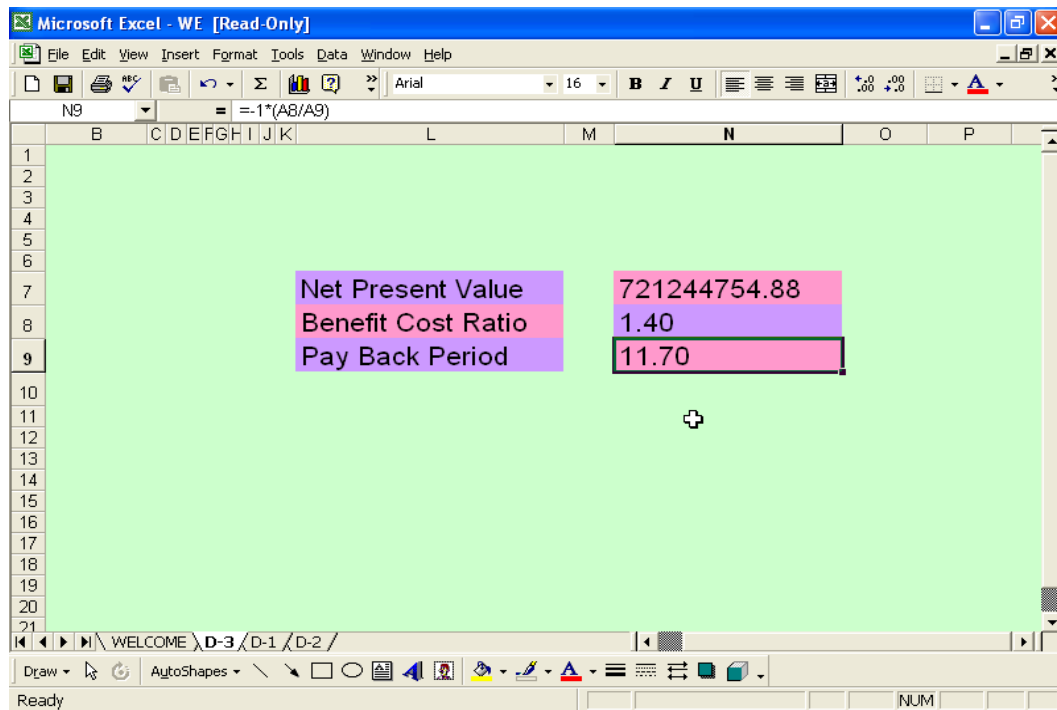 Microsoft Excel - WE [Read-Only]
File Edit View Insert Format Tools Data Window Help
ABC Σ ? » Arial 16 B I U A
N9 = =-1*(A8/A9)
B C D E F G H I J K L M N O P
1
2
3
4
5
6
7 Net Present Value 721244754.88
8 Benefit Cost Ratio 1.40
9 Pay Back Period 11.70
10
11
12
13
14
15
16
17
18
19
20
21
WELCOME D-3 D-1 D-2
Draw AutoShapes A A
Ready NUM